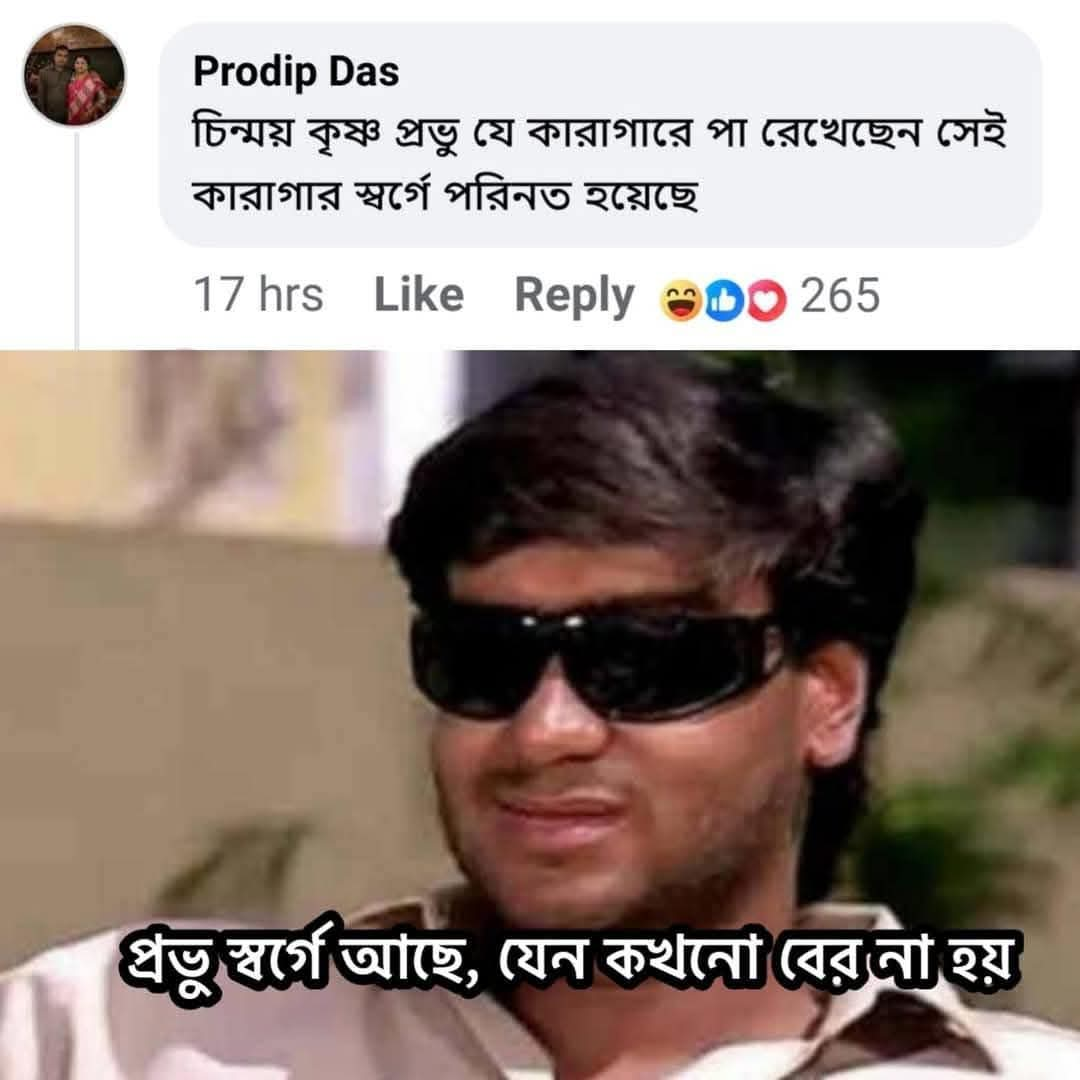 Prodip Das
চিন্ময় কৃষ্ণ প্রভু যে কারাগারে পা রেখেছেন সেই
কারাগার স্বর্গে পরিনত হয়েছে
17 hrs Like Reply 265
প্রভু স্বর্গে আছে, যেন কখনো বের না হয়